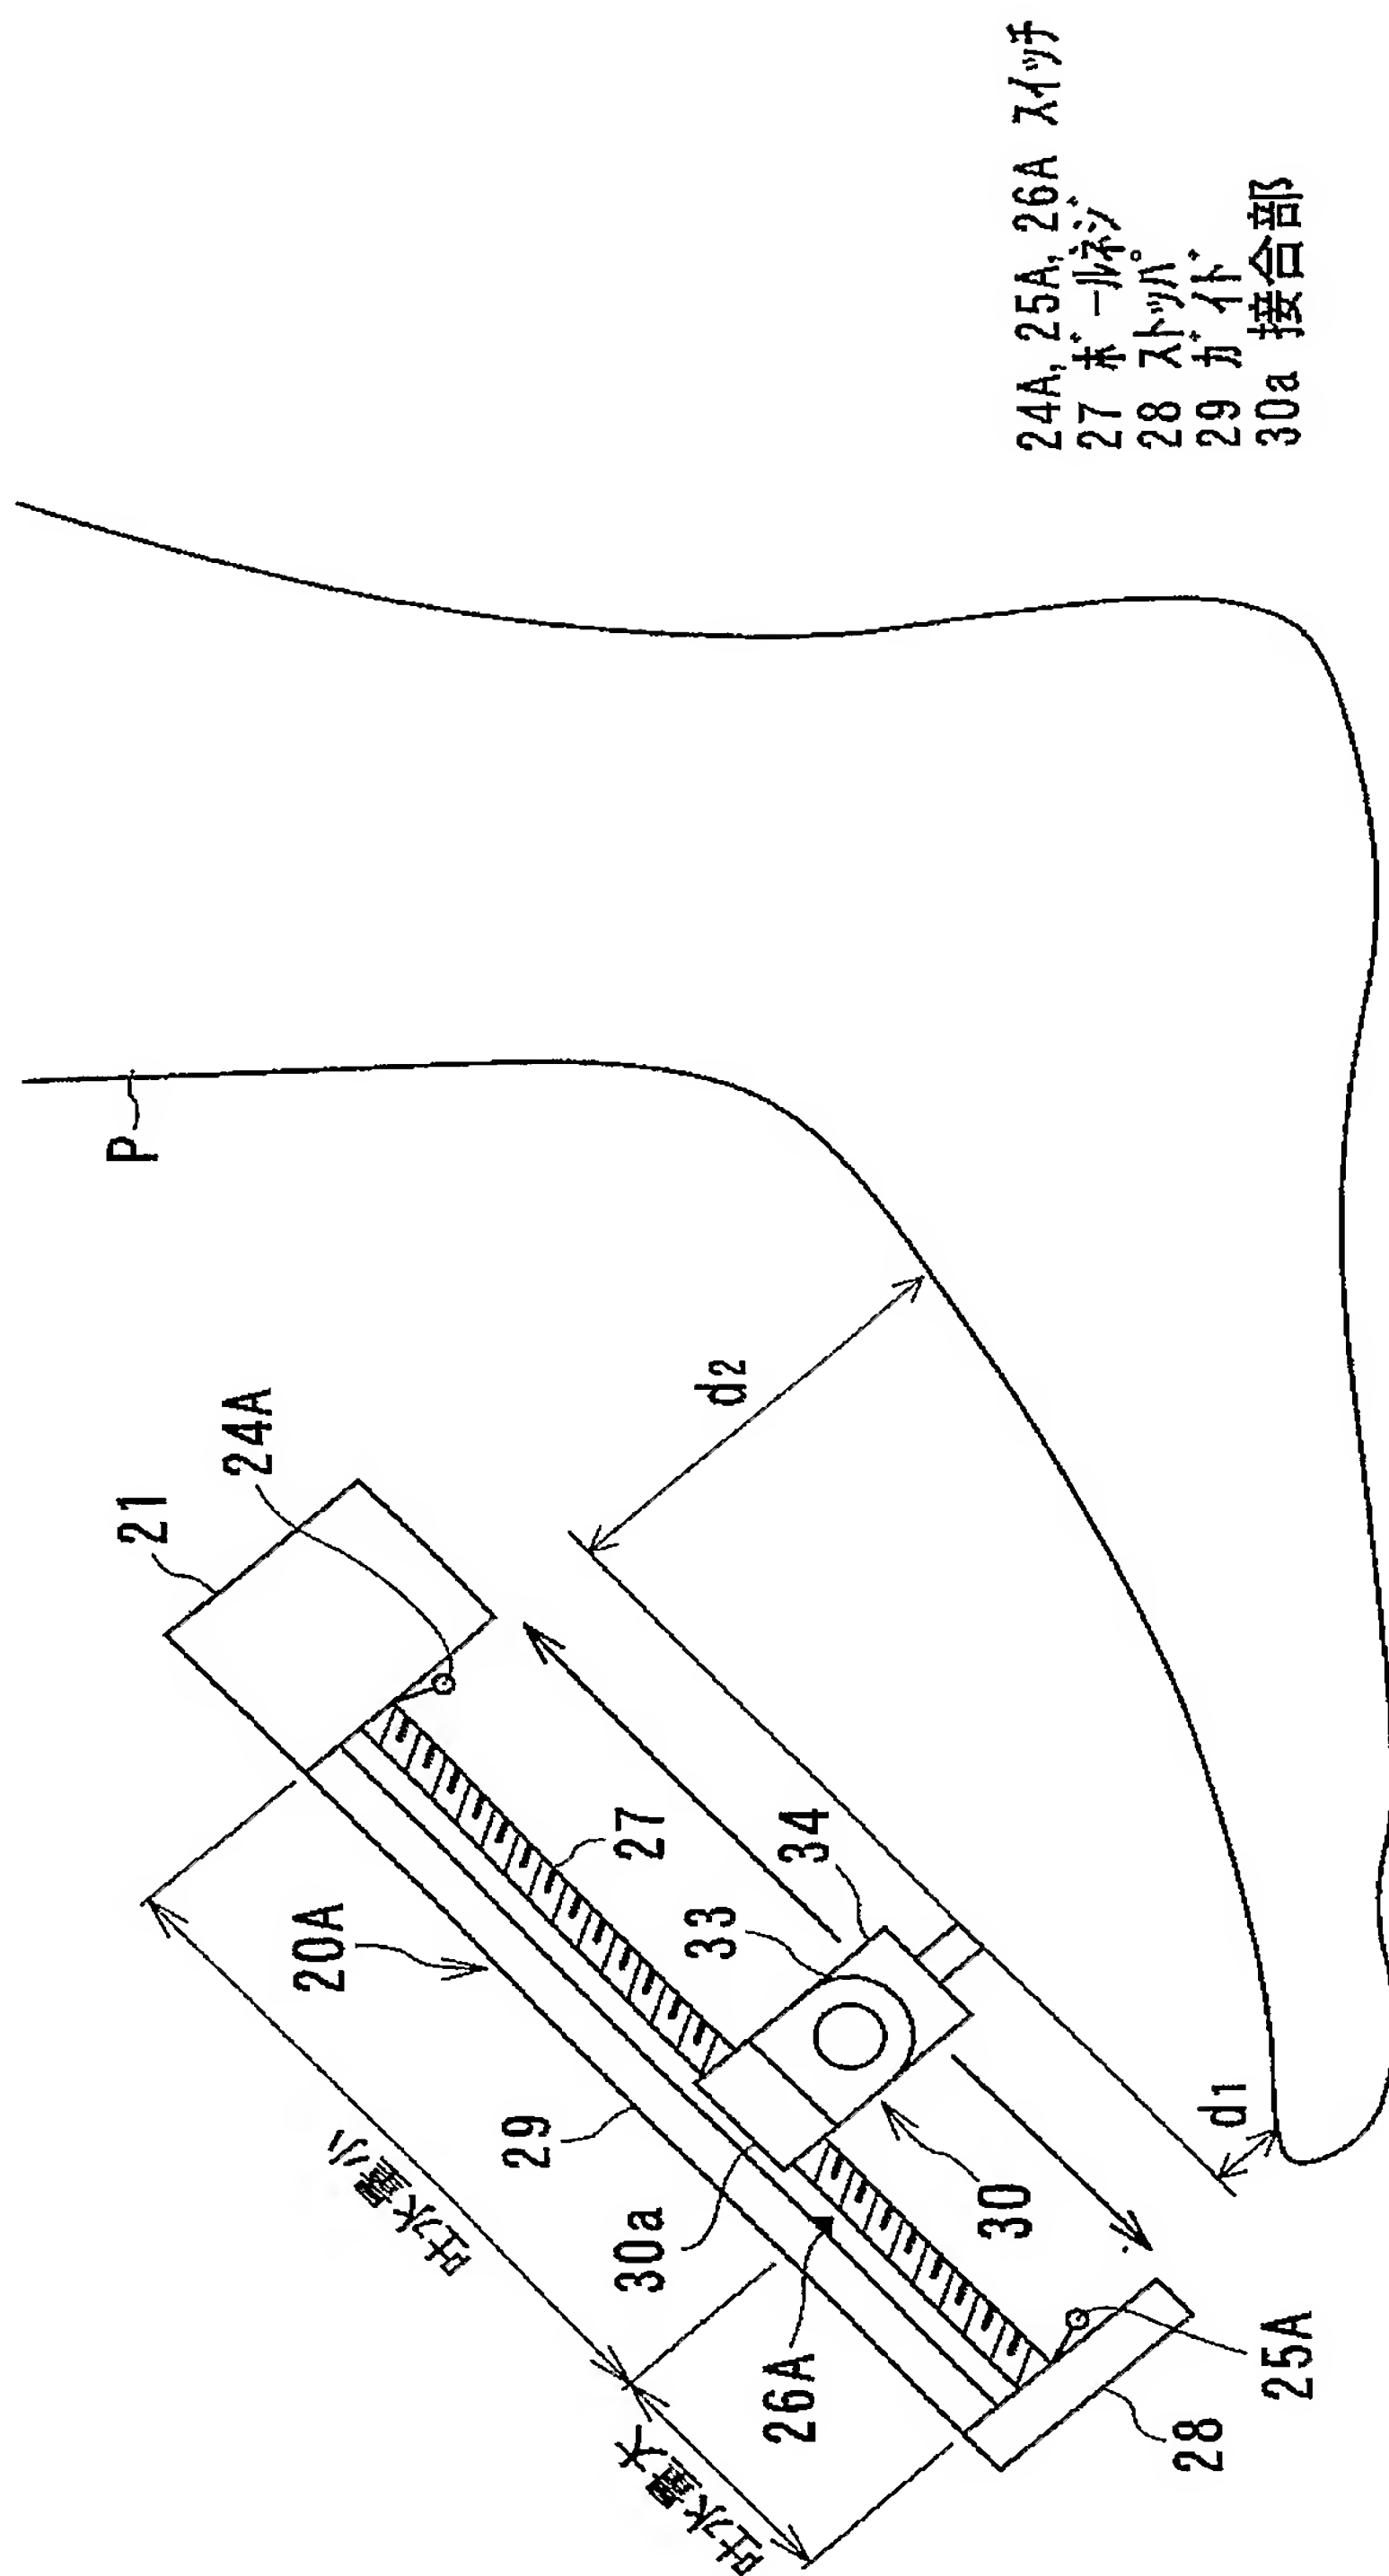 P
21
24A
d2
20A
27
33
34
吐水量小
29
30a
30
d1
吐水量大
26A
25A
28
24A, 25A, 26A スイッチ
27 ボールネジ
28 ストッパ
29 ガイド
30a 接合部